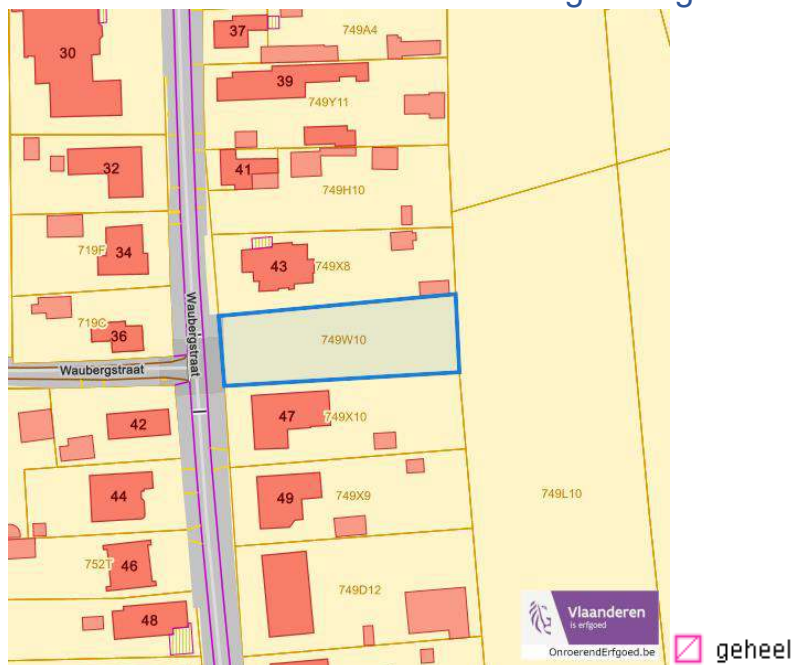 37
749A4
30
39
749Y11
32
41
749H10
719F
34
43
749X8
719C
36
Waubergstraat
749W10
Waubergstraat
42
47
749X10
44
49
749X9
749L10
752T
46
749D12
48
Vlaanderen
is erfgoed
OnroerendErfgoed.be
geheel